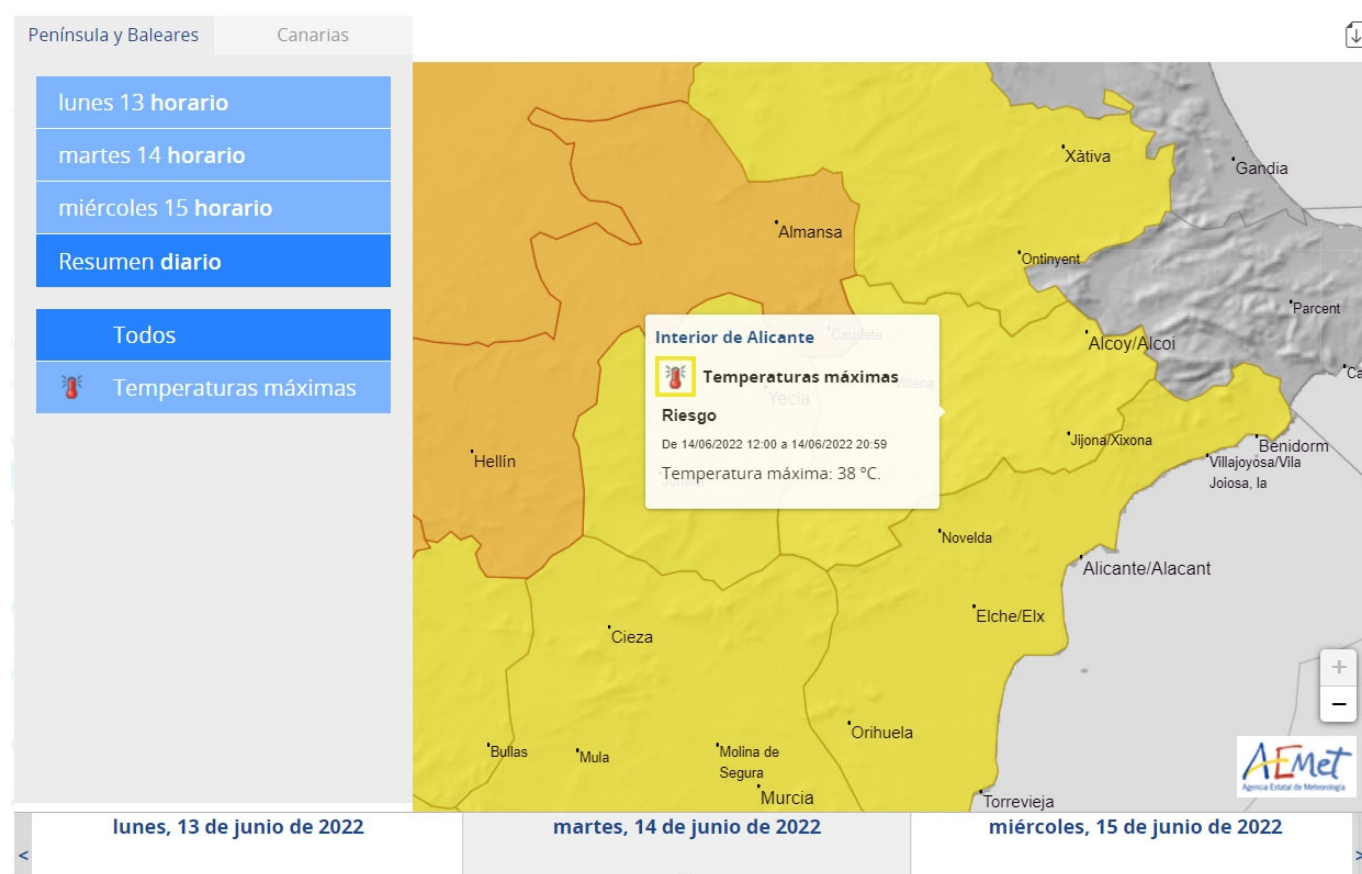 Península y Baleares
Canarias
lunes 13 horario
martes 14 horario
miércoles 15 horario
Resumen diario
Todos
Temperaturas máximas
Xàtiva
Gandia
Almansa
Ontinyent
Parcent
Interior de Alicante
Caudete
Temperaturas máximas
Villena
Yecla
Riesgo
De 14/06/2022 12:00 a 14/06/2022 20:59
Temperatura máxima: 38 ºC.
Alcoy/Alcoi
Ca
Jijona/Xixona
Benidorm
Villajoyosa/Vila
Joiosa, la
Hellín
Novelda
Alicante/Alacant
Elche/Elx
Cieza
Orihuela
Bullas
Mula
Molina de
Segura
Murcia
Torrevieja
+
−
AEMet
Agencia Estatal de Meteorología
lunes, 13 de junio de 2022
martes, 14 de junio de 2022
miércoles, 15 de junio de 2022
<
>